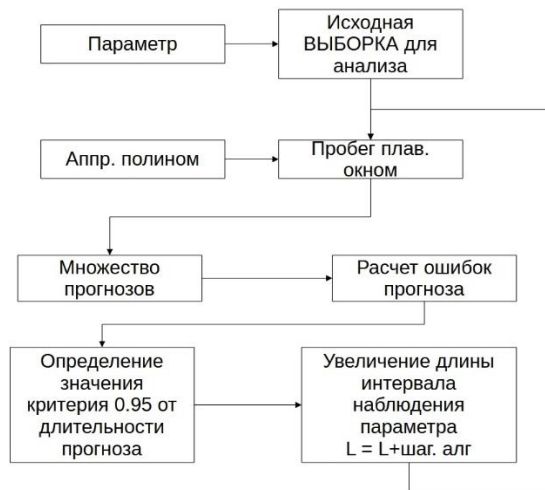 Параметр
Исходная
ВЫБОРКА для
анализа
Аппр. полином
Пробег плав.
окном
Множество
прогнозов
Расчет ошибок
прогноза
Определение
значения
критерия 0.95 от
длительности
прогноза
Увеличение длины
интервала
наблюдения
параметра
L = L+шаг. алг